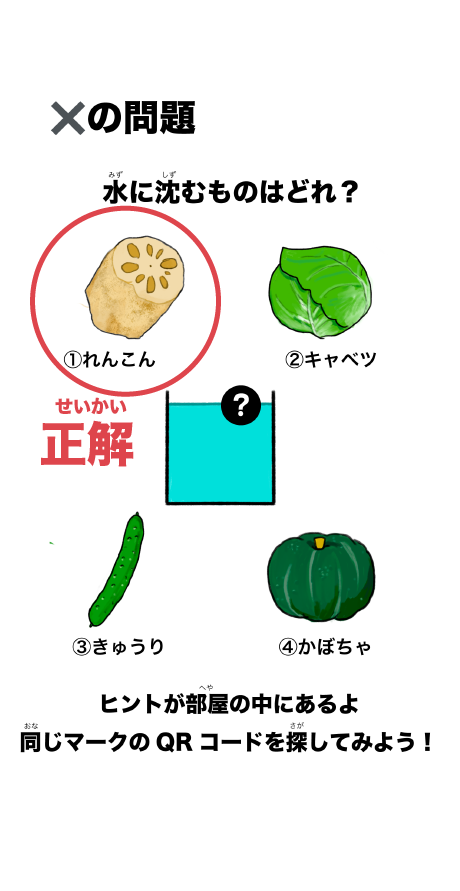 ×の問題
みず しず
水に沈むものはどれ？
①れんこん
②キャベツ
せいかい
正解
?
③きゅうり
④かぼちゃ
へや
ヒントが部屋の中にあるよ
おな さが
同じマークのQRコードを探してみよう！